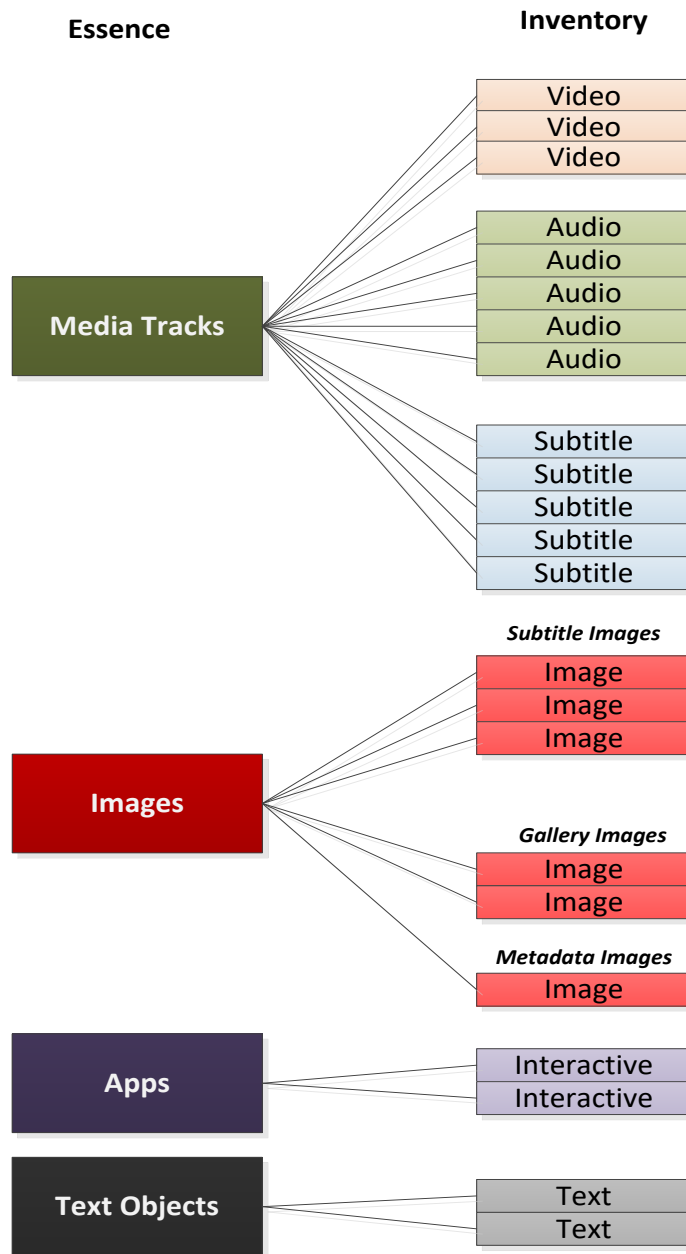 Essence
Inventory
Video
Video
Video
Audio
Audio
Media Tracks
Audio
Audio
Audio
Subtitle
Subtitle
Subtitle
Subtitle
Subtitle
Subtitle Images
Image
Image
Image
Images
Gallery Images
Image
Image
Metadata Images
Image
Apps
Interactive
Interactive
Text Objects
Text
Text